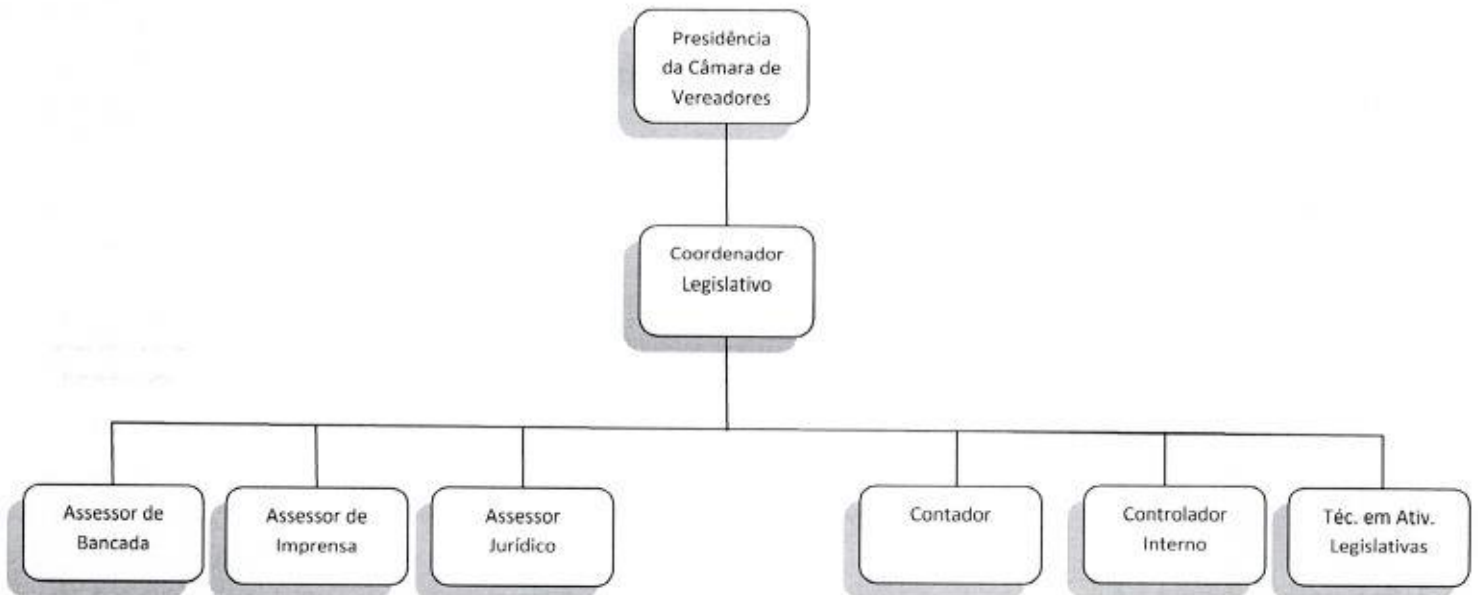 Presidência
da Câmara de
Vereadores
Coordenador
Legislativo
Assessor de
Bancada
Assessor de
Imprensa
Assessor
Jurídico
Contador
Controlador
Interno
Téc. em Ativ.
Legislativas